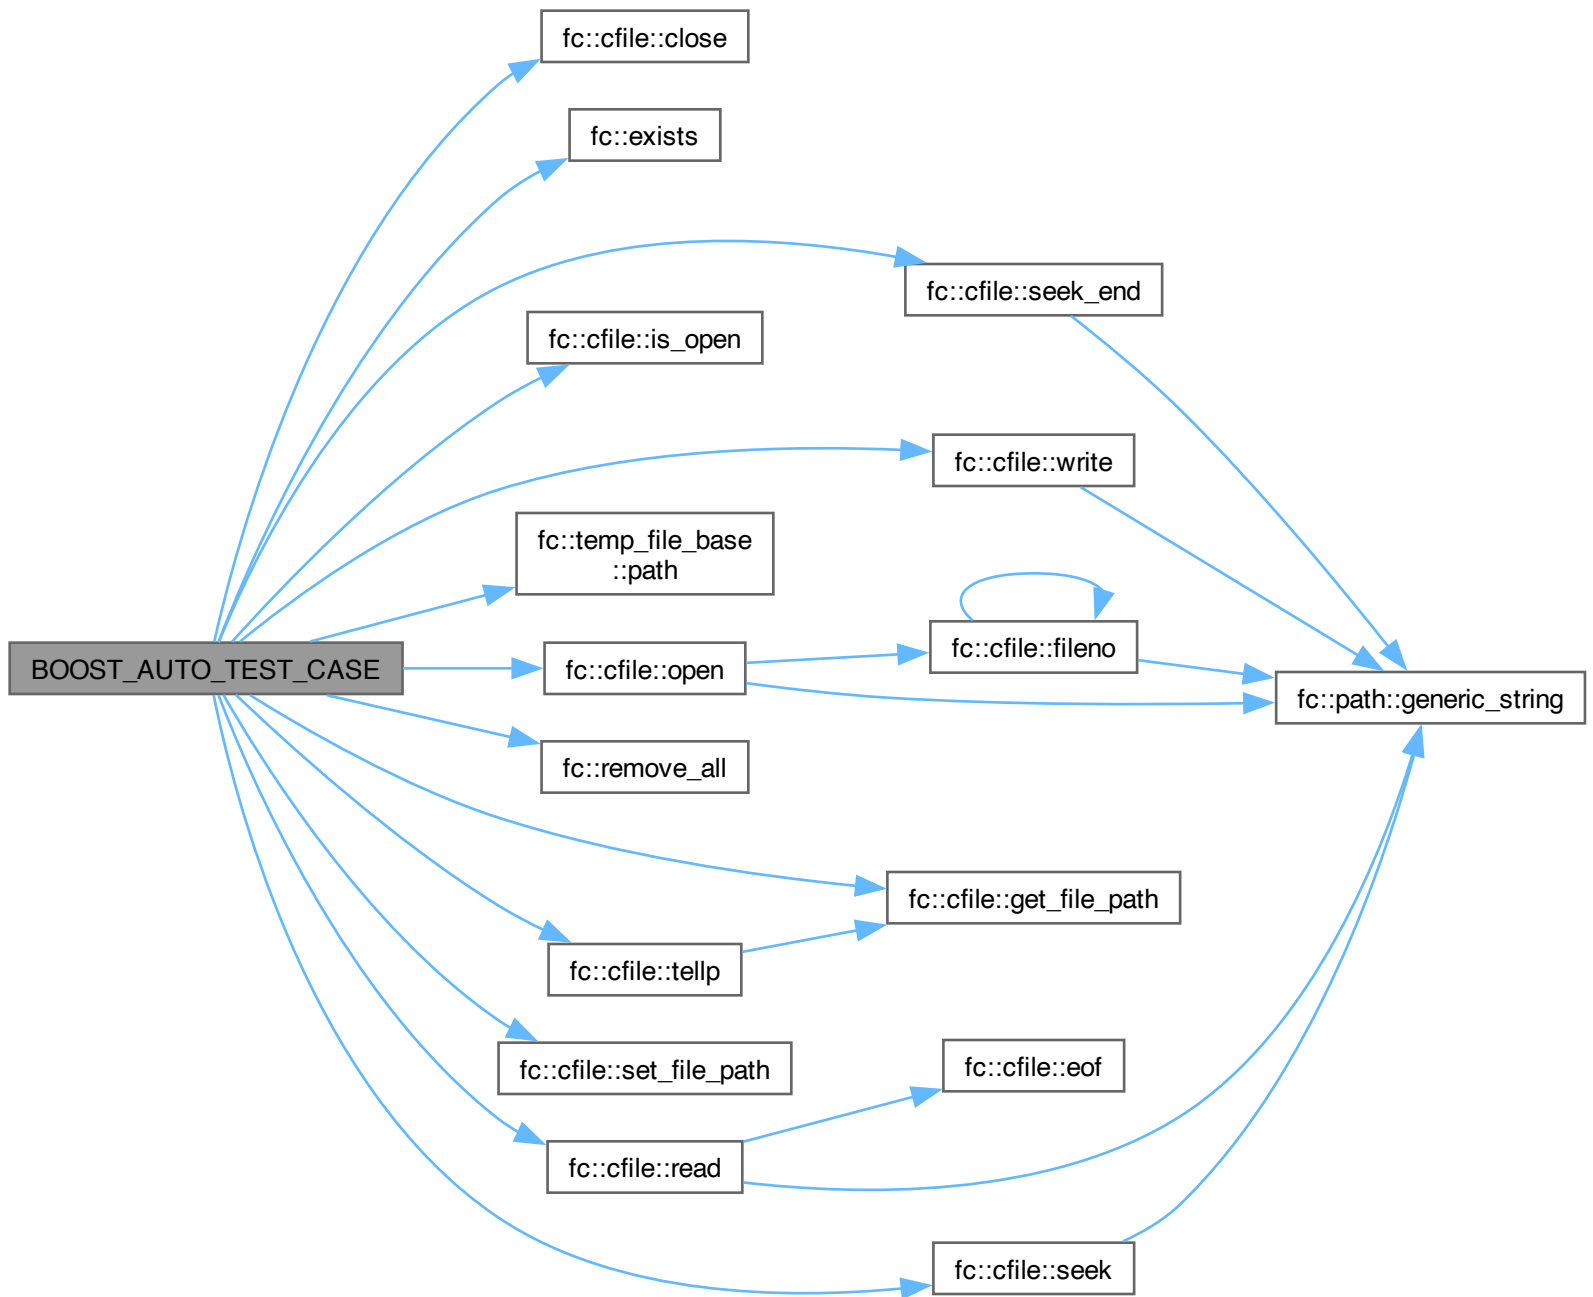 fc::cfile::close
fc::exists
fc::cfile::seek_end
fc::cfile::is_open
fc::cfile::write
fc::temp_file_base
::path
fc::cfile::fileno
BOOST_AUTO_TEST_CASE
fc::cfile::open
fc::path::generic_string
fc::remove_all
fc::cfile::get_file_path
fc::cfile::tellp
fc::cfile::set_file_path
fc::cfile::eof
fc::cfile::read
fc::cfile::seek